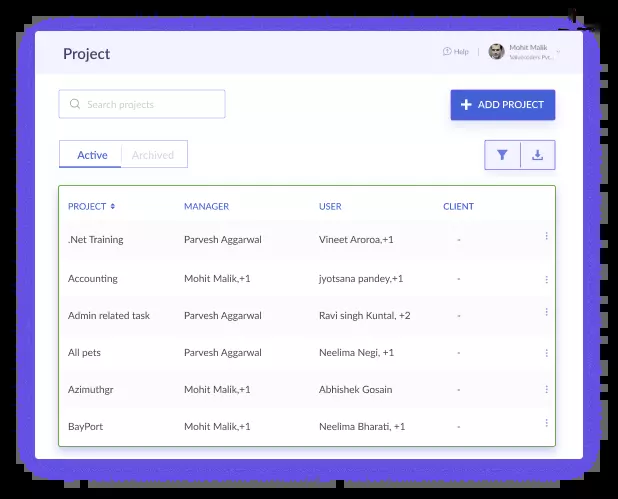 Project
Help
Mohit Malik
Valuecoders Pvt...
Search projects
+ ADD PROJECT
Active
Archived
PROJECT MANAGER USER CLIENT
.Net Training Parvesh Aggarwal Vineet Aroroa,+1 -
Accounting Mohit Malik,+1 jyotsana pandey,+1 -
Admin related task Parvesh Aggarwal Ravi singh Kuntal, +2 -
All pets Parvesh Aggarwal Neelima Negi, +1 -
Azimuthgr Mohit Malik,+1 Abhishek Gosain -
BayPort Mohit Malik,+1 Neelima Bharati, +1 -